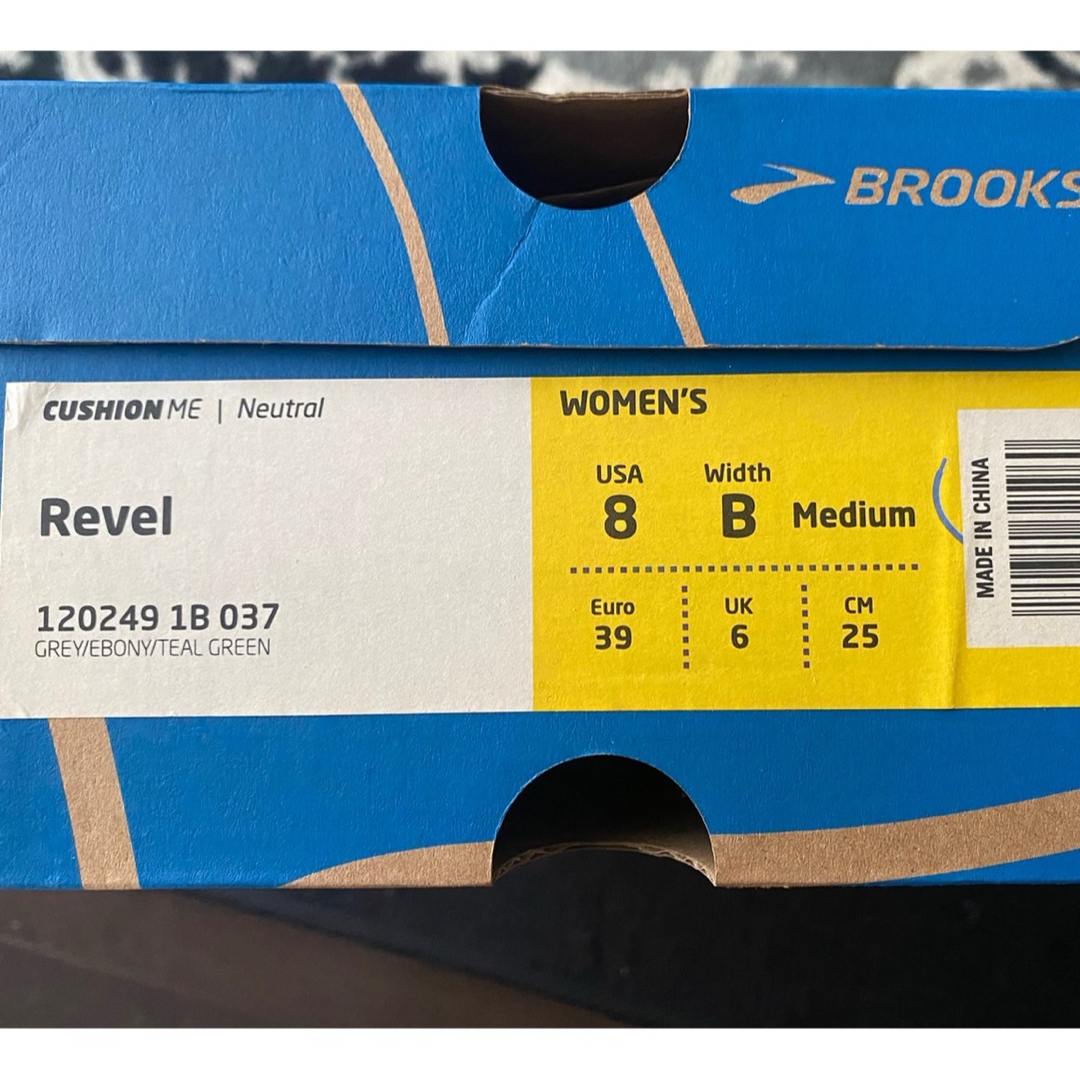 BROOKS
CUSHION ME | Neutral
Revel
120249 1B 037
GREY/EBONY/TEAL GREEN
WOMEN'S
USA Width
8 B Medium
Euro UK CM
39 6 25
MADE IN CHINA